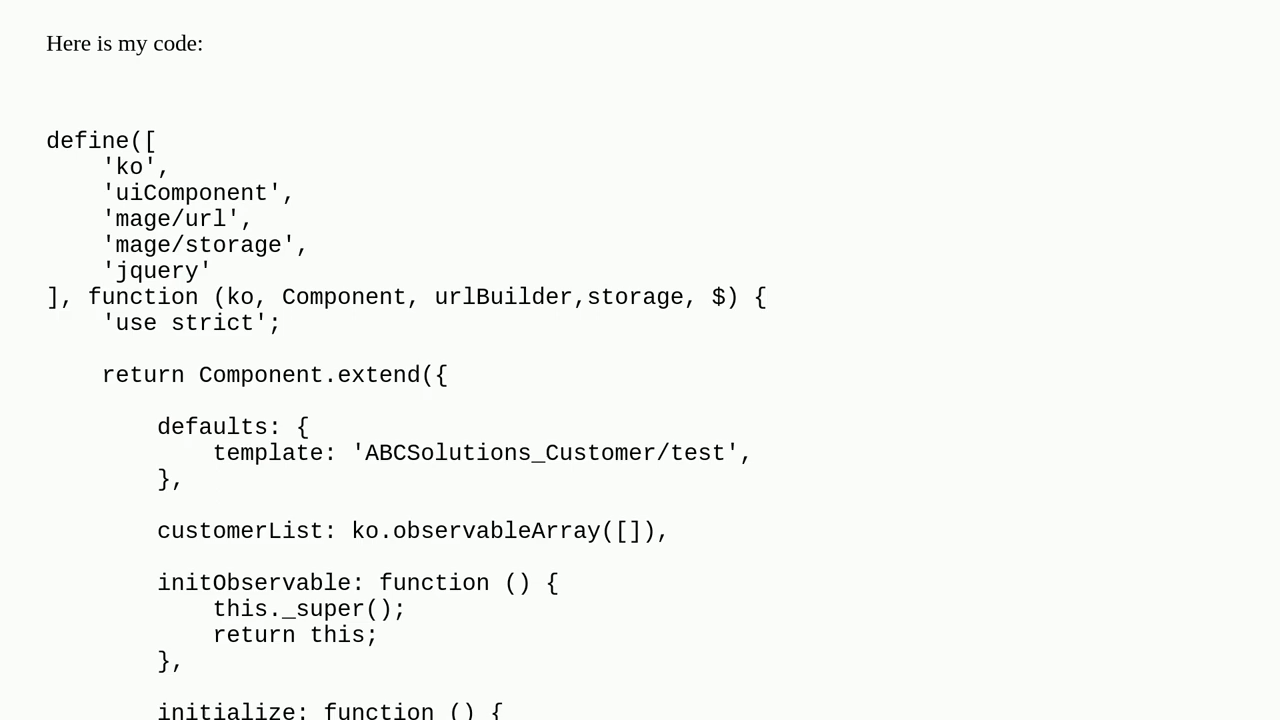 Here is my code:
define([
    'ko',
    'uiComponent',
    'mage/url',
    'mage/storage',
    'jquery'
], function (ko, Component, urlBuilder,storage, $) {
    'use strict';
    return Component.extend({
        defaults: {
            template: 'ABCSolutions_Customer/test',
        },
        customerList: ko.observableArray([]),
        initObservable: function () {
            this._super();
            return this;
        },
        initialize: function () {